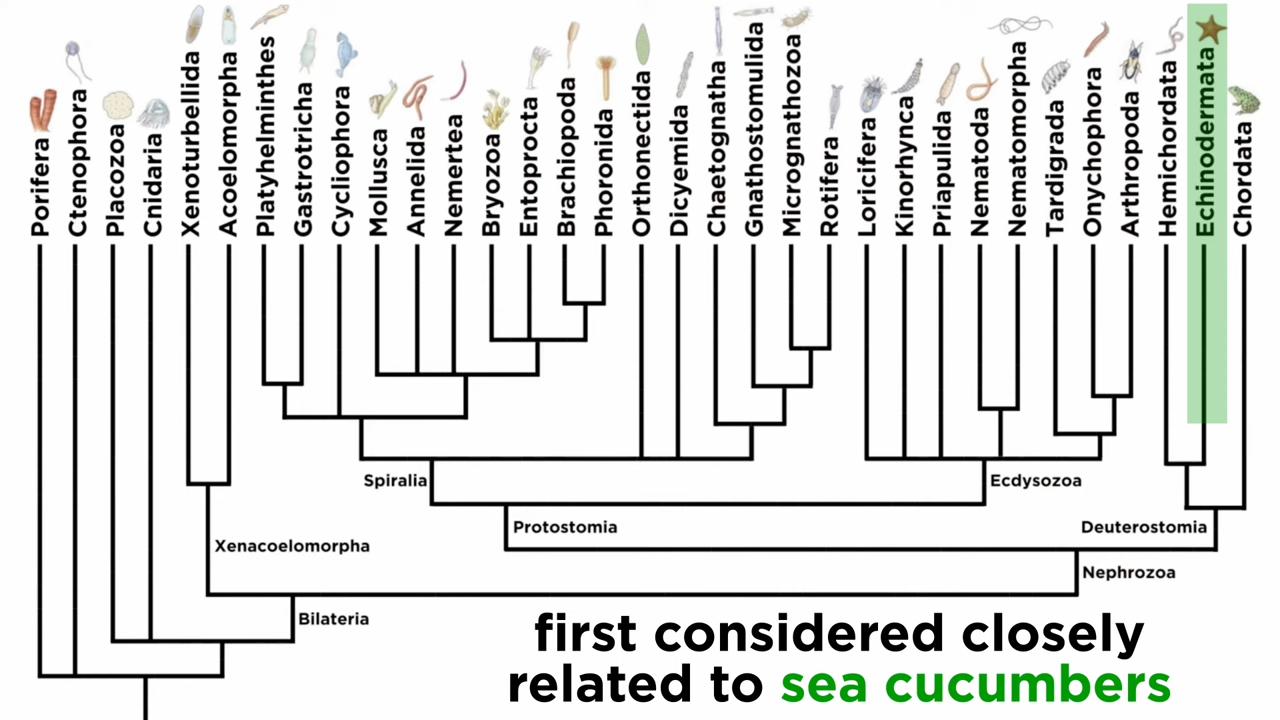 Porifera
Ctenophora
Placozoa
Cnidaria
Xenoturbellida
Acoelomorpha
Platyhelminthes
Gastrotricha
Cycliophora
Mollusca
Annelida
Nemertea
Bryozoa
Entoprocta
Brachiopoda
Phoronida
Orthonectida
Dicyemida
Chaetognatha
Gnathostomulida
Micrognathozoa
Rotifera
Loricifera
Kinorhynca
Priapulida
Nematoda
Nematomorpha
Tardigrada
Onychophora
Arthropoda
Hemichordata
Echinodermata
Chordata
Spiralia
Ecdysozoa
Protostomia
Deuterostomia
Xenacoelomorpha
Nephrozoa
Bilateria
first considered closely
related to sea cucumbers